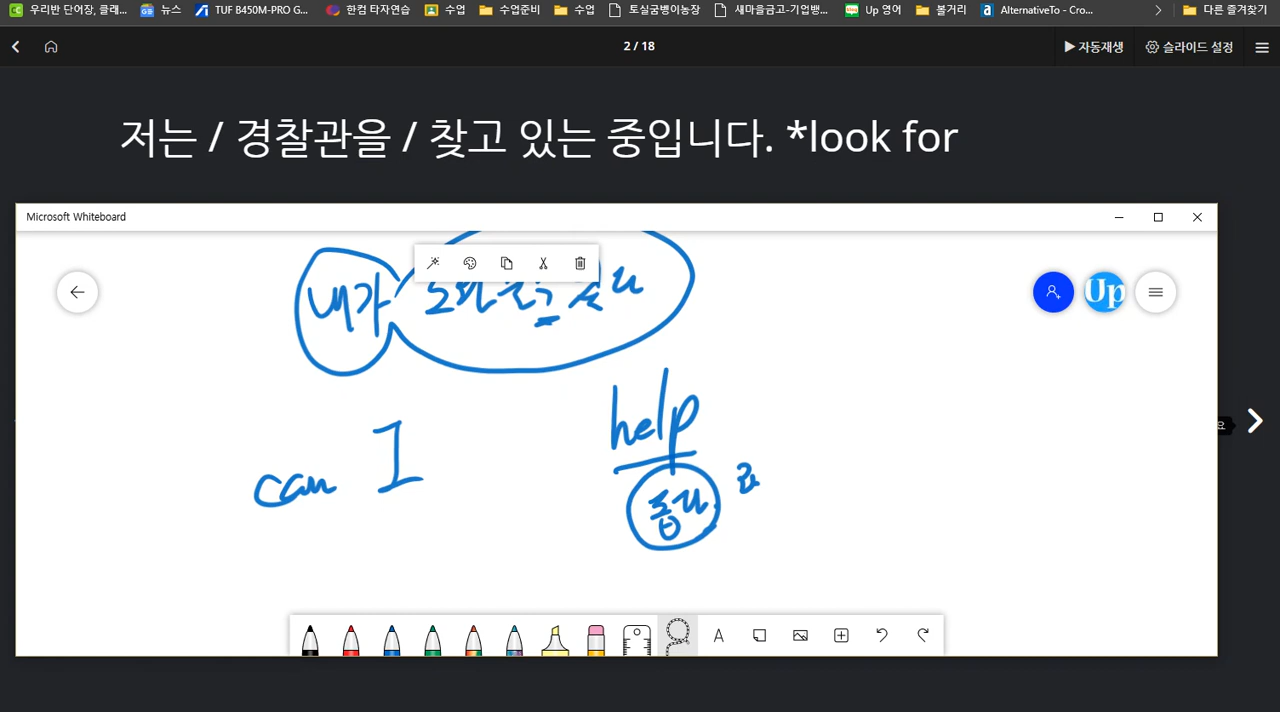 우리반 단어장, 클래... 뉴스 TUF B450M-PRO G... 한컴 타자연습 수업 수업준비 수업 토실굼벵이농장 새마을금고-기업뱅... Up 영어 볼거리 AlternativeTo - Cro... 다른 즐겨찾기
2 / 18 자동재생 슬라이드 설정
저는 / 경찰관을 / 찾고 있는 중입니다. *look for
Microsoft Whiteboard
내가
Up
help
can I
돕다
요
A